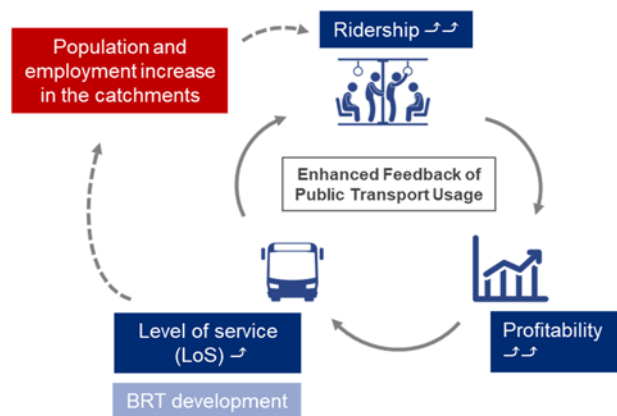 Ridership ⤴ ⤴
Population and
employment increase
in the catchments
Enhanced Feedback of
Public Transport Usage
Level of service
(LoS) ⤴
BRT development
Profitability
⤴ ⤴